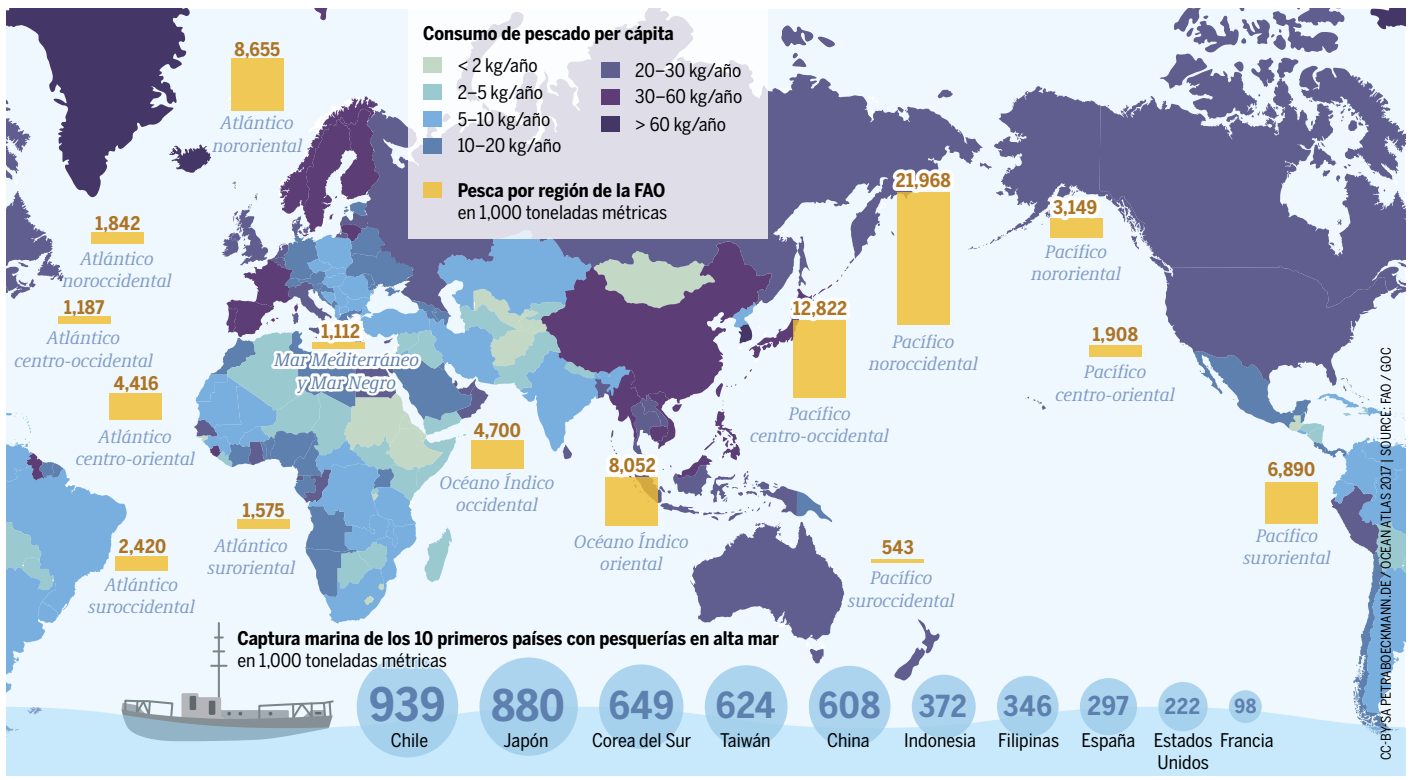 Consumo de pescado per cápita
< 2 kg/año
2–5 kg/año
5–10 kg/año
10–20 kg/año
20–30 kg/año
30–60 kg/año
> 60 kg/año
Pesca por región de la FAO
en 1,000 toneladas métricas
8,655
Atlántico
nororiental
1,842
Atlántico
noroccidental
1,187
Atlántico
centro-occidental
4,416
Atlántico
centro-oriental
1,112
Mar Mediterráneo
y Mar Negro
1,575
Atlántico
suroriental
2,420
Atlántico
suroccidental
4,700
Océano Índico
occidental
8,052
Océano Índico
oriental
12,822
Pacífico
centro-occidental
21,968
Pacífico
noroccidental
3,149
Pacífico
nororiental
1,908
Pacífico
centro-oriental
543
Pacífico
suroccidental
6,890
Pacífico
suroriental
Captura marina de los 10 primeros países con pesquerías en alta mar
en 1,000 toneladas métricas
939
Chile
880
Japón
649
Corea del Sur
624
Taiwán
608
China
372
Indonesia
346
Filipinas
297
España
222
Estados
Unidos
98
Francia
CC-BY-SA PETRABOECKMANN.DE / OCEAN ATLAS 2017 | SOURCE: FAO / GOC